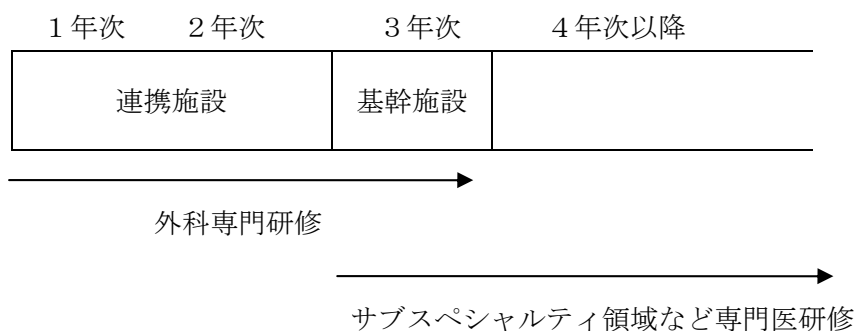 1年次 2年次 3年次 4年次以降
連携施設 基幹施設
外科専門研修
サブスペシャルティ領域など専門医研修